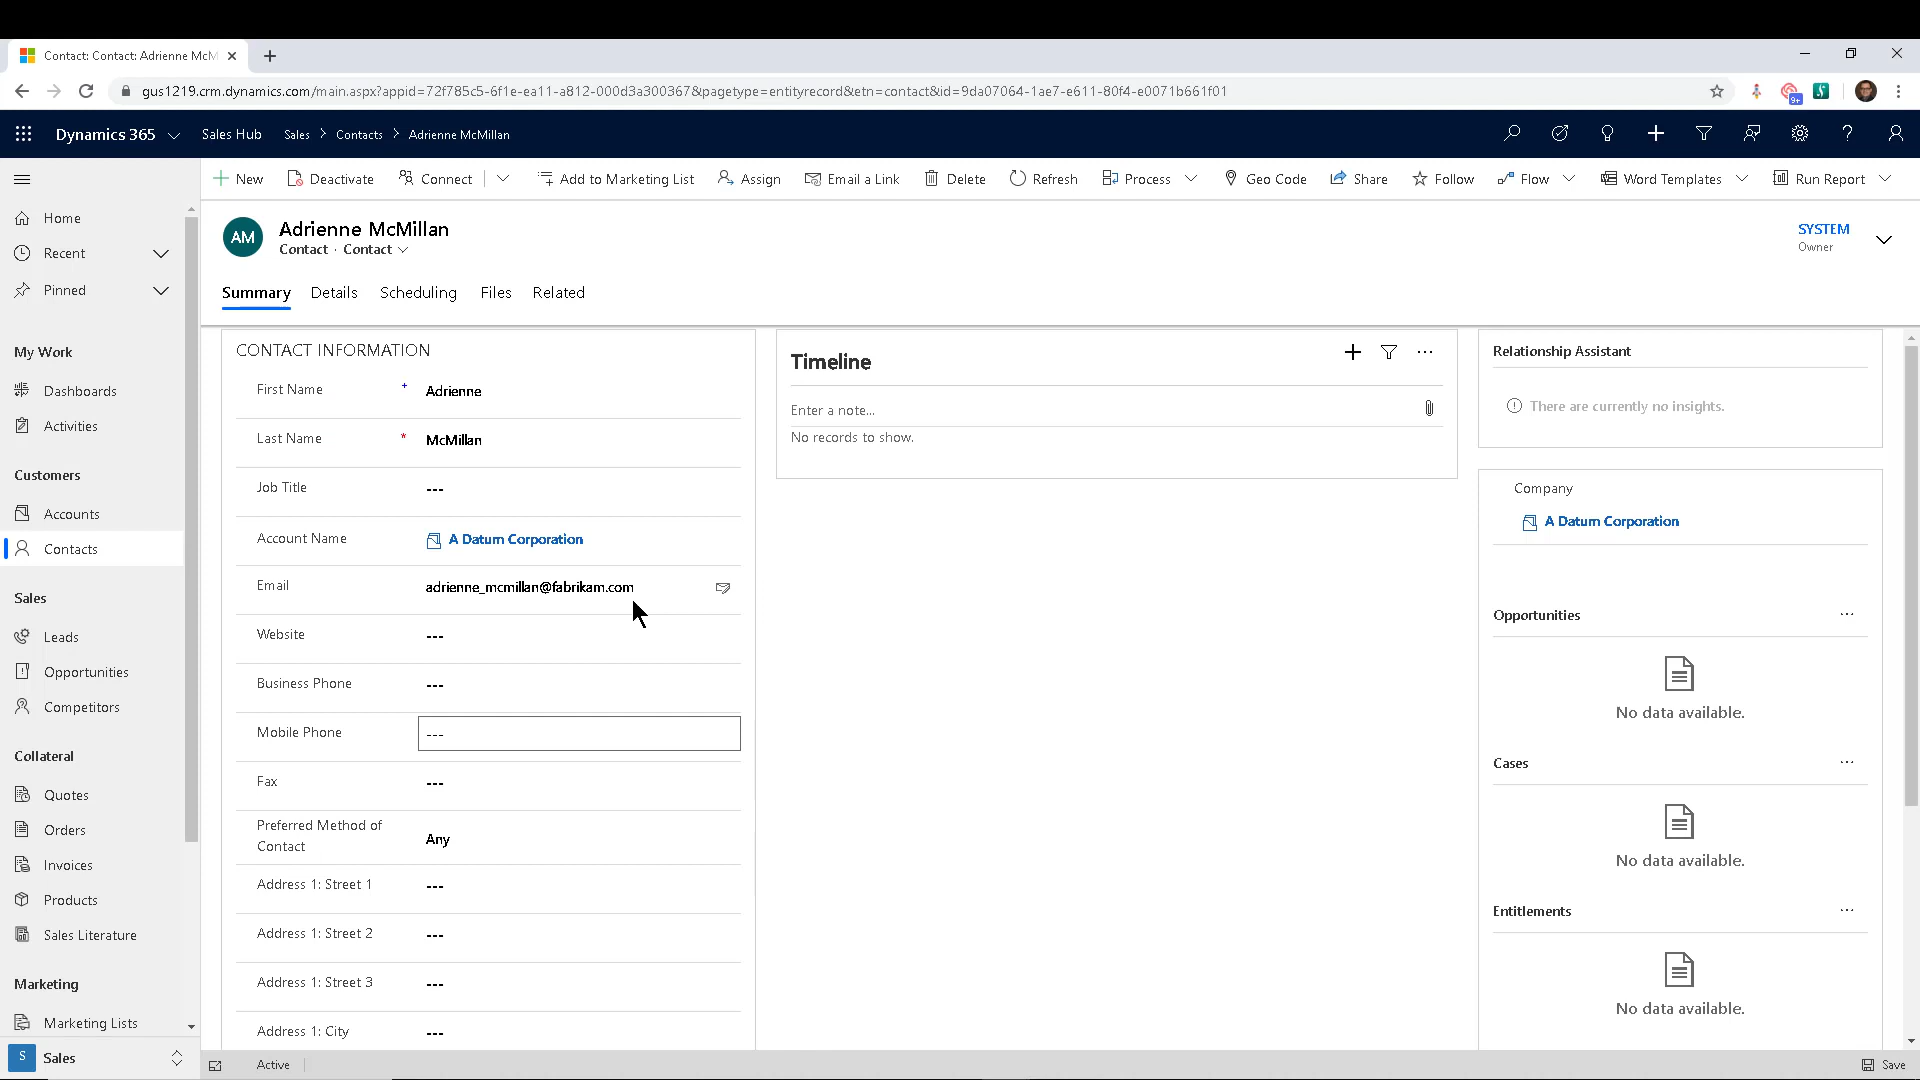 Contact: Contact: Adrienne McM
gus1219.crm.dynamics.com/main.aspx?appid=72f785c5-6f1e-ea11-a812-000d3a300367&pagetype=entityrecord&etn=contact&id=9da07064-1ae7-e611-80f4-e0071b661f01
9+
Dynamics 365
Sales Hub
Sales > Contacts > Adrienne McMillan
New
Deactivate
Connect
Add to Marketing List
Assign
Email a Link
Delete
Refresh
Process
Geo Code
Share
Follow
Flow
Word Templates
Run Report
Home
Recent
Pinned
My Work
Dashboards
Activities
Customers
Accounts
Contacts
Sales
Leads
Opportunities
Competitors
Collateral
Quotes
Orders
Invoices
Products
Sales Literature
Marketing
Marketing Lists
S
Sales
AM
Adrienne McMillan
Contact · Contact
SYSTEM
Owner
Summary
Details
Scheduling
Files
Related
CONTACT INFORMATION
First Name + Adrienne
Last Name * McMillan
Job Title ---
Account Name A Datum Corporation
Email adrienne_mcmillan@fabrikam.com
Website ---
Business Phone ---
Mobile Phone ---
Fax ---
Preferred Method of
Contact
Any
Address 1: Street 1 ---
Address 1: Street 2 ---
Address 1: Street 3 ---
Address 1: City ---
Timeline
Enter a note...
No records to show.
Relationship Assistant
There are currently no insights.
Company
A Datum Corporation
Opportunities
No data available.
Cases
No data available.
Entitlements
No data available.
Active
Save